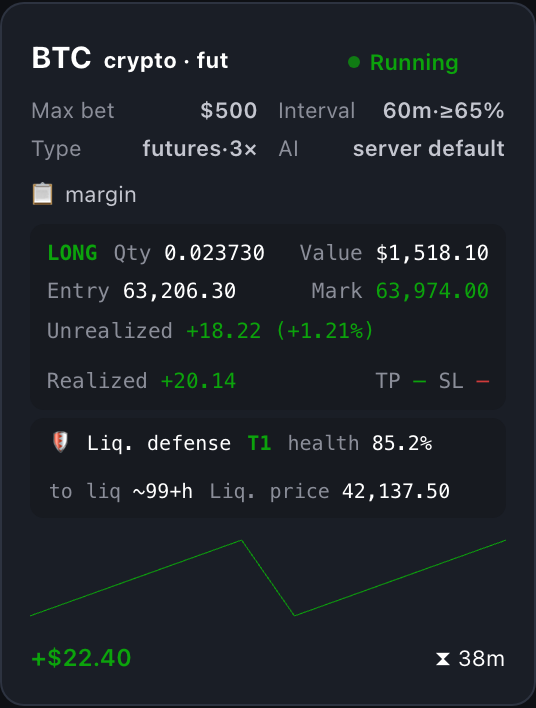 BTC crypto · fut ● Running
Max bet $500 Interval 60m·≥65%
Type futures·3× AI server default
📋 margin
LONG Qty 0.023730 Value $1,518.10
Entry 63,206.30 Mark 63,974.00
Unrealized +18.22 (+1.21%)
Realized +20.14 TP — SL —
Liq. defense T1 health 85.2%
to liq ~99+h Liq. price 42,137.50
+$22.40 ⧗ 38m